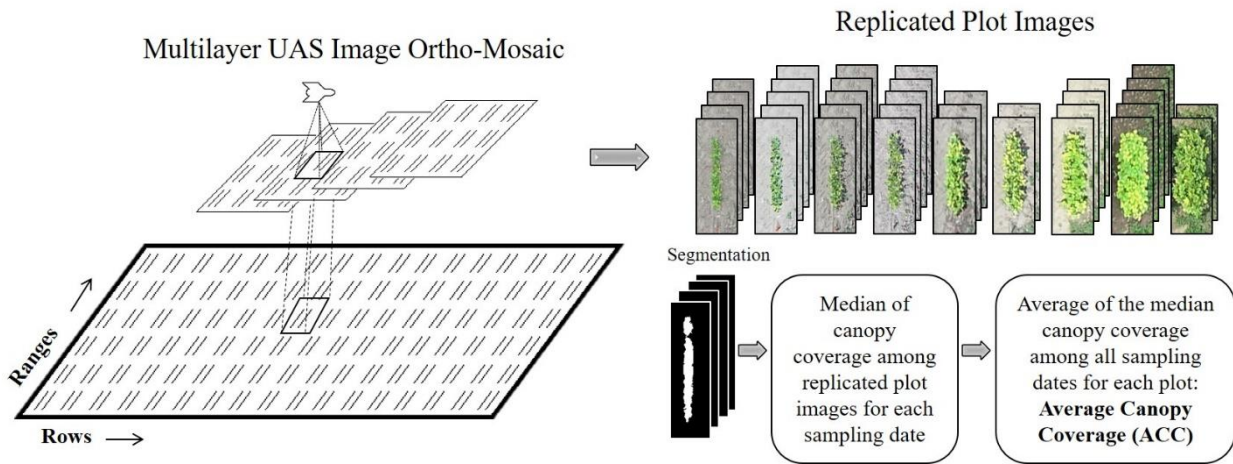 Multilayer UAS Image Ortho-Mosaic
Ranges
Rows
Replicated Plot Images
Segmentation
Median of
canopy
coverage among
replicated plot
images for each
sampling date
Average of the median
canopy coverage
among all sampling
dates for each plot:
Average Canopy
Coverage (ACC)